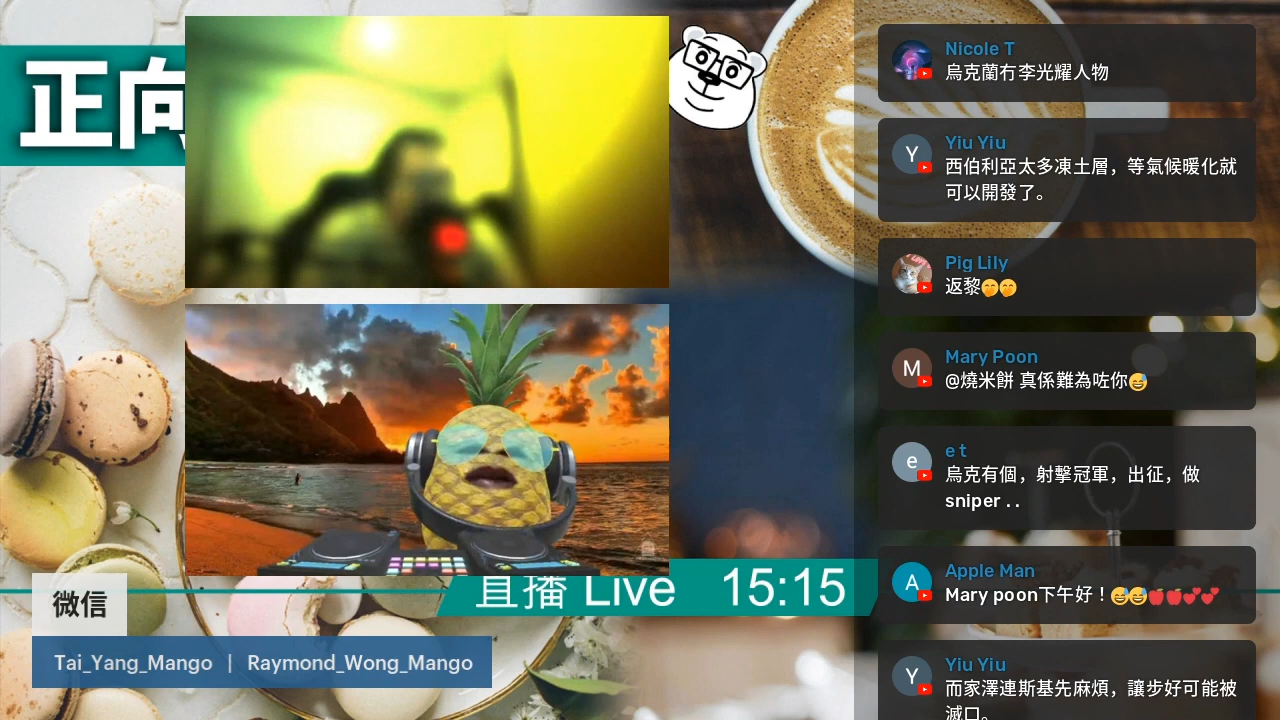 正向
Nicole T
烏克蘭冇李光耀人物
Yiu Yiu
西伯利亞太多凍土層，等氣候暖化就
可以開發了。
Pig Lily
返黎🤭🤭
Mary Poon
@燒米餅 真係難為咗你😅
e t
烏克有個，射擊冠軍，出征，做
sniper . .
Apple Man
Mary poon下午好！😅😅🍎🍎💕💕
Yiu Yiu
而家澤連斯基先麻煩，讓步好可能被
滅口。
直播 Live 15:15
微信
Tai_Yang_Mango | Raymond_Wong_Mango